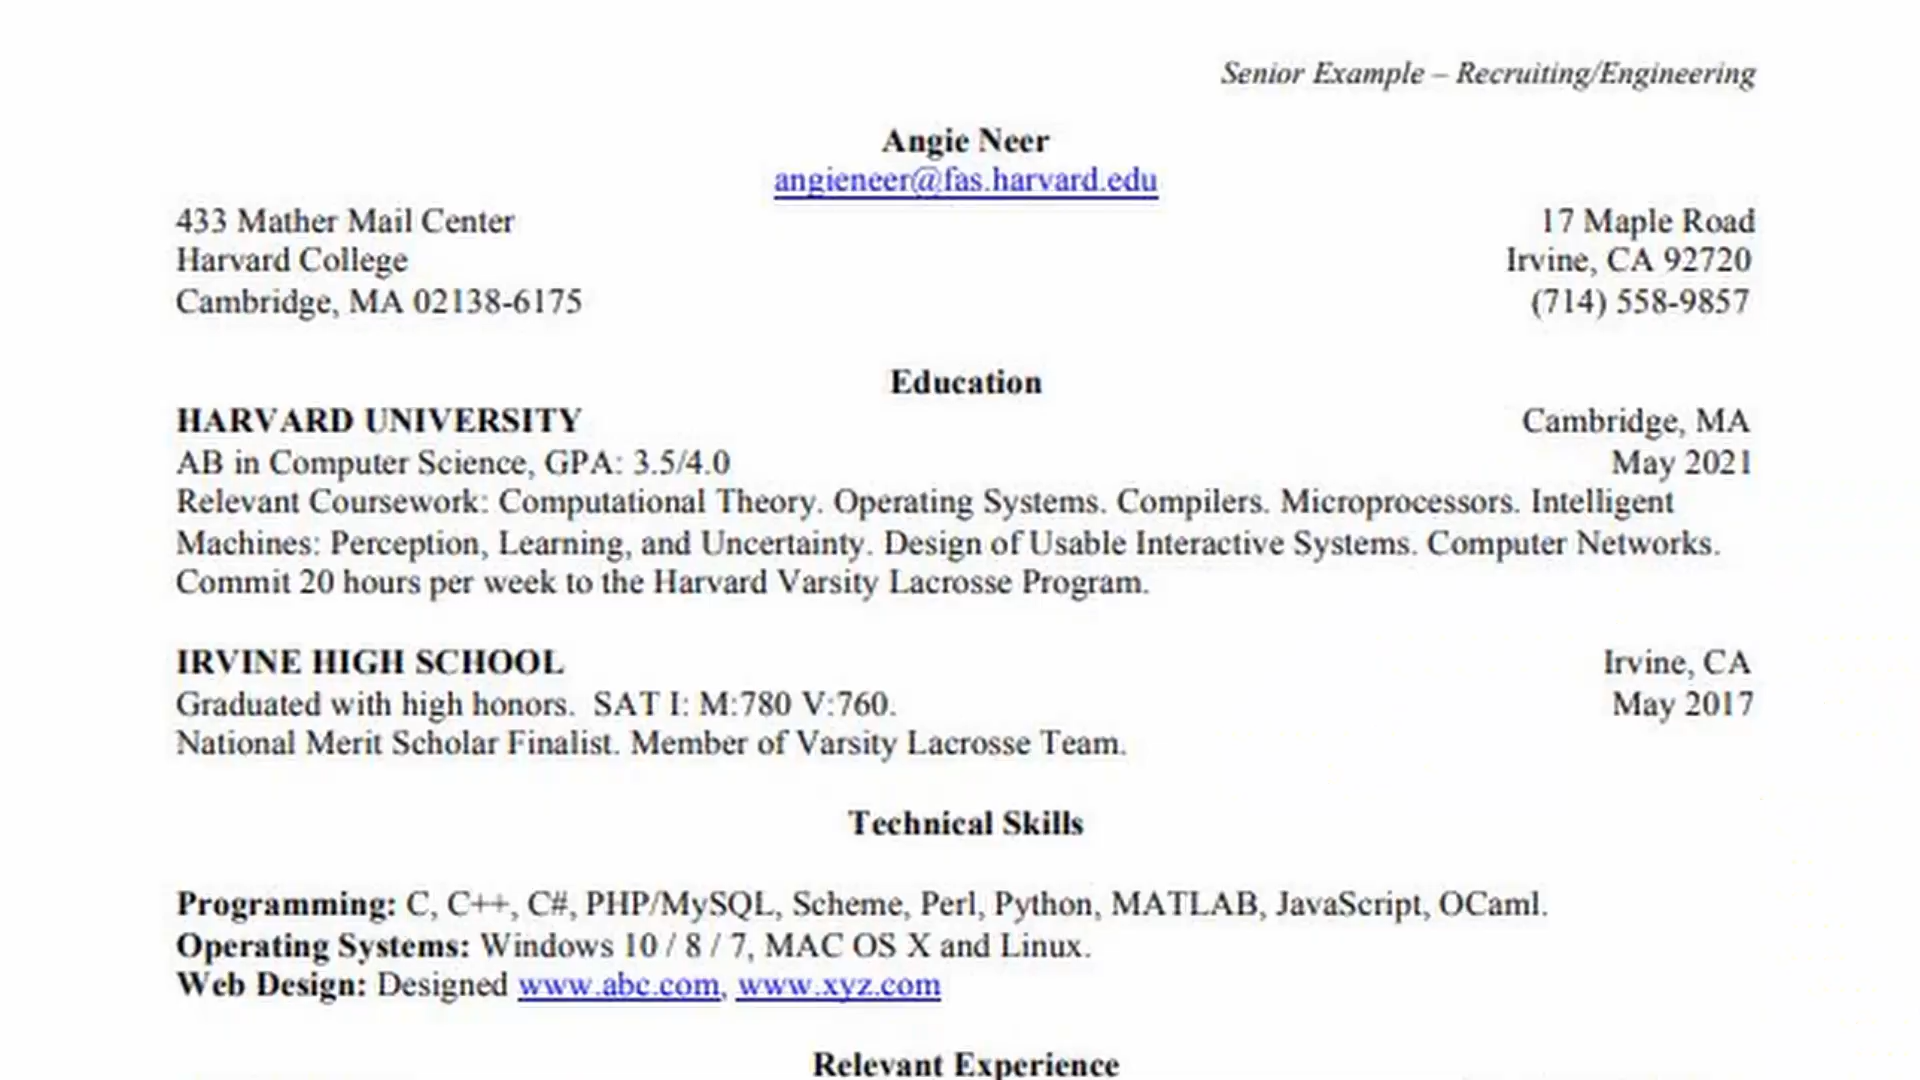 Senior Example – Recruiting/Engineering
Angie Neer
angieneer@fas.harvard.edu
433 Mather Mail Center 17 Maple Road
Harvard College Irvine, CA 92720
Cambridge, MA 02138-6175 (714) 558-9857
Education
HARVARD UNIVERSITY Cambridge, MA
AB in Computer Science, GPA: 3.5/4.0 May 2021
Relevant Coursework: Computational Theory. Operating Systems. Compilers. Microprocessors. Intelligent
Machines: Perception, Learning, and Uncertainty. Design of Usable Interactive Systems. Computer Networks.
Commit 20 hours per week to the Harvard Varsity Lacrosse Program.
IRVINE HIGH SCHOOL Irvine, CA
Graduated with high honors. SAT I: M:780 V:760. May 2017
National Merit Scholar Finalist. Member of Varsity Lacrosse Team.
Technical Skills
Programming: C, C++, C#, PHP/MySQL, Scheme, Perl, Python, MATLAB, JavaScript, OCaml.
Operating Systems: Windows 10 / 8 / 7, MAC OS X and Linux.
Web Design: Designed www.abc.com, www.xyz.com
Relevant Experience